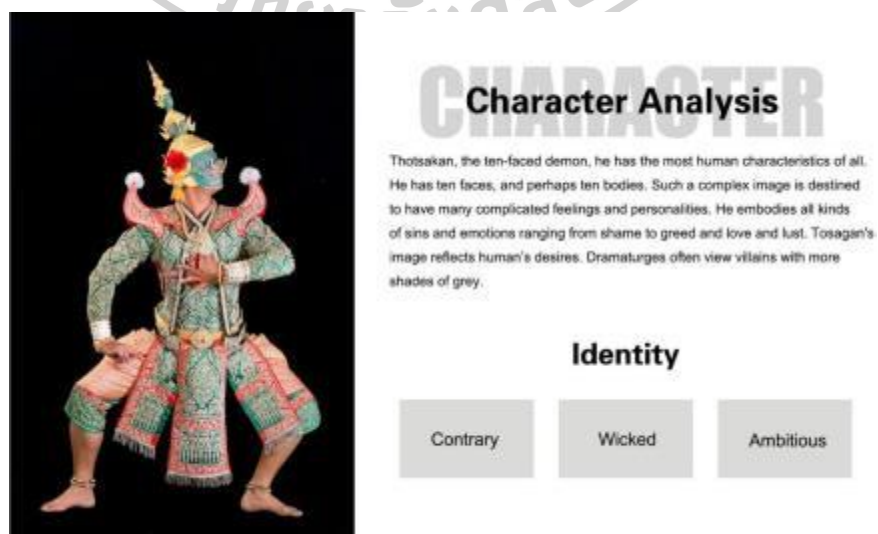 CHARACTER
Character Analysis
Thotsakan, the ten-faced demon, he has the most human characteristics of all.
He has ten faces, and perhaps ten bodies. Such a complex image is destined
to have many complicated feelings and personalities. He embodies all kinds
of sins and emotions ranging from shame to greed and love and lust. Tosagan's
image reflects human's desires. Dramaturges often view villains with more
shades of grey.
Identity
Contrary
Wicked
Ambitious